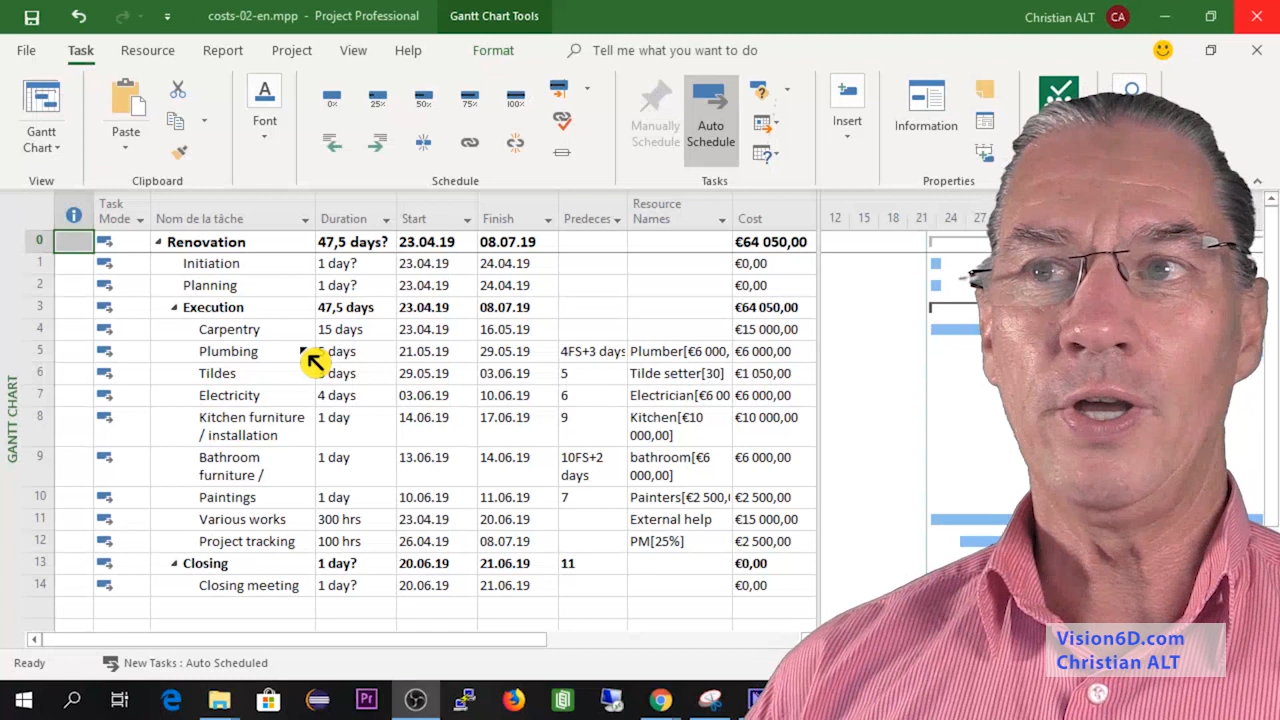 costs-02-en.mpp - Project Professional
Gantt Chart Tools
Christian ALT
CA
File Task Resource Report Project View Help Format Tell me what you want to do
Gantt Chart
Paste
Font
0% 25% 50% 75% 100%
Manually Schedule
Auto Schedule
Insert
Information
View Clipboard Schedule Tasks Properties
Task Mode Nom de la tâche Duration Start Finish Predeces Resource Names Cost
12 15 18 21 24 27
0 Renovation 47,5 days? 23.04.19 08.07.19 €64 050,00
1 Initiation 1 day? 23.04.19 24.04.19 €0,00
2 Planning 1 day? 23.04.19 24.04.19 €0,00
3 Execution 47,5 days 23.04.19 08.07.19 €64 050,00
4 Carpentry 15 days 23.04.19 16.05.19 €15 000,00
5 Plumbing days 21.05.19 29.05.19 4FS+3 days Plumber[€6 000, €6 000,00
6 Tildes days 29.05.19 03.06.19 5 Tilde setter[30] €1 050,00
7 Electricity 4 days 03.06.19 10.06.19 6 Electrician[€6 00 €6 000,00
8 Kitchen furniture / installation 1 day 14.06.19 17.06.19 9 Kitchen[€10 000,00] €10 000,00
9 Bathroom furniture / 1 day 13.06.19 14.06.19 10FS+2 days bathroom[€6 000,00] €6 000,00
10 Paintings 1 day 10.06.19 11.06.19 7 Painters[€2 500, €2 500,00
11 Various works 300 hrs 23.04.19 20.06.19 External help €15 000,00
12 Project tracking 100 hrs 26.04.19 08.07.19 PM[25%] €2 500,00
13 Closing 1 day? 20.06.19 21.06.19 11 €0,00
14 Closing meeting 1 day? 20.06.19 21.06.19 €0,00
GANTT CHART
Vision6D.com
Christian ALT
Ready New Tasks : Auto Scheduled
Pr